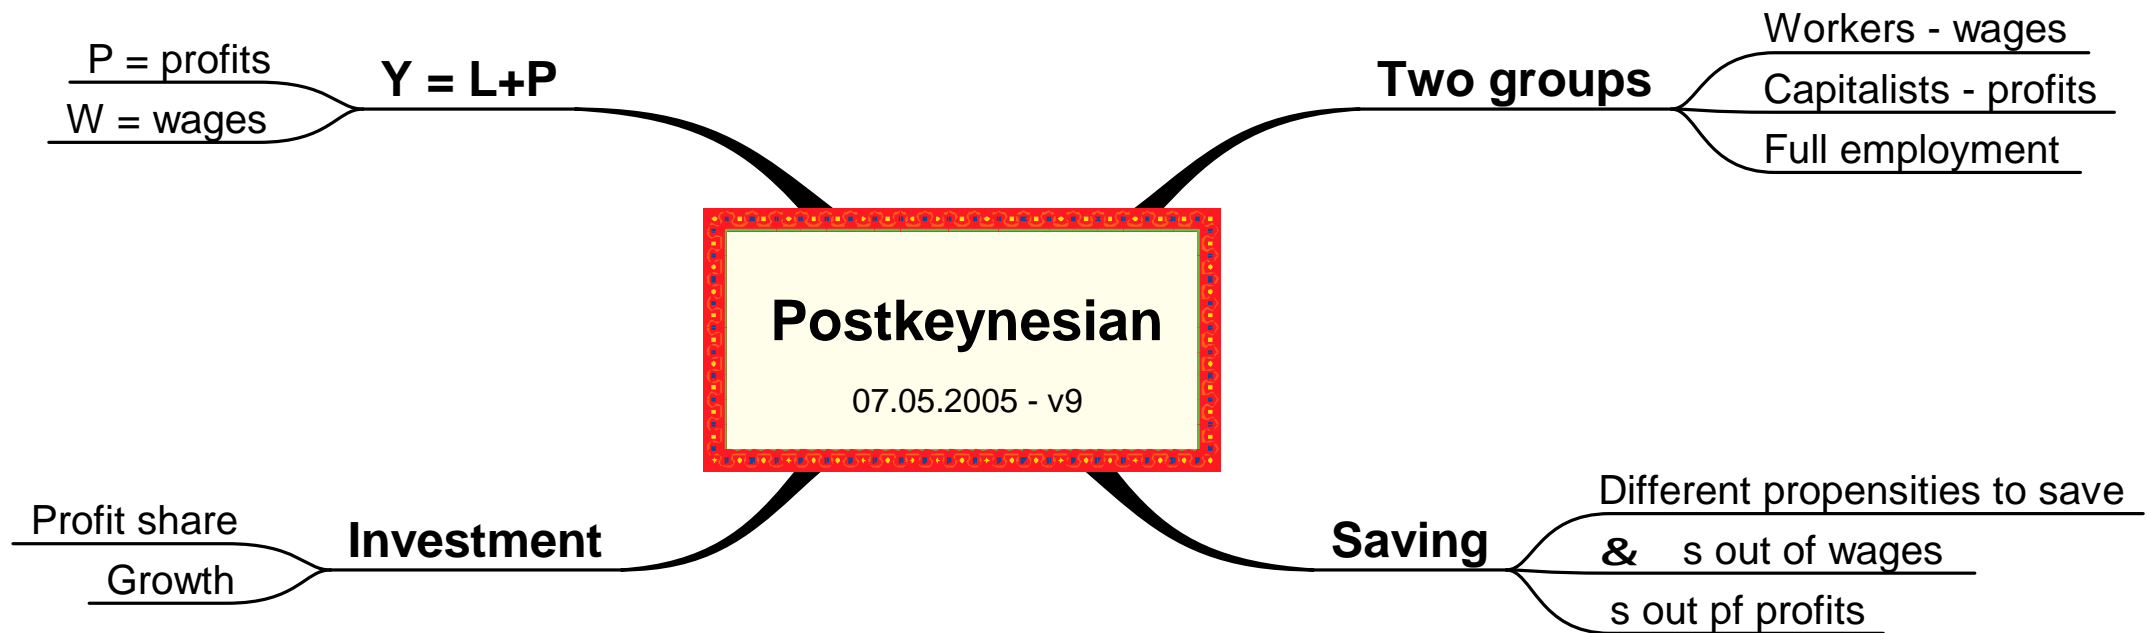 P = profits
W = wages
Y = L+P
Two groups
Workers - wages
Capitalists - profits
Full employment
Postkeynesian
07.05.2005 - v9
Profit share
Growth
Investment
Saving
Different propensities to save
& s out of wages
s out pf profits